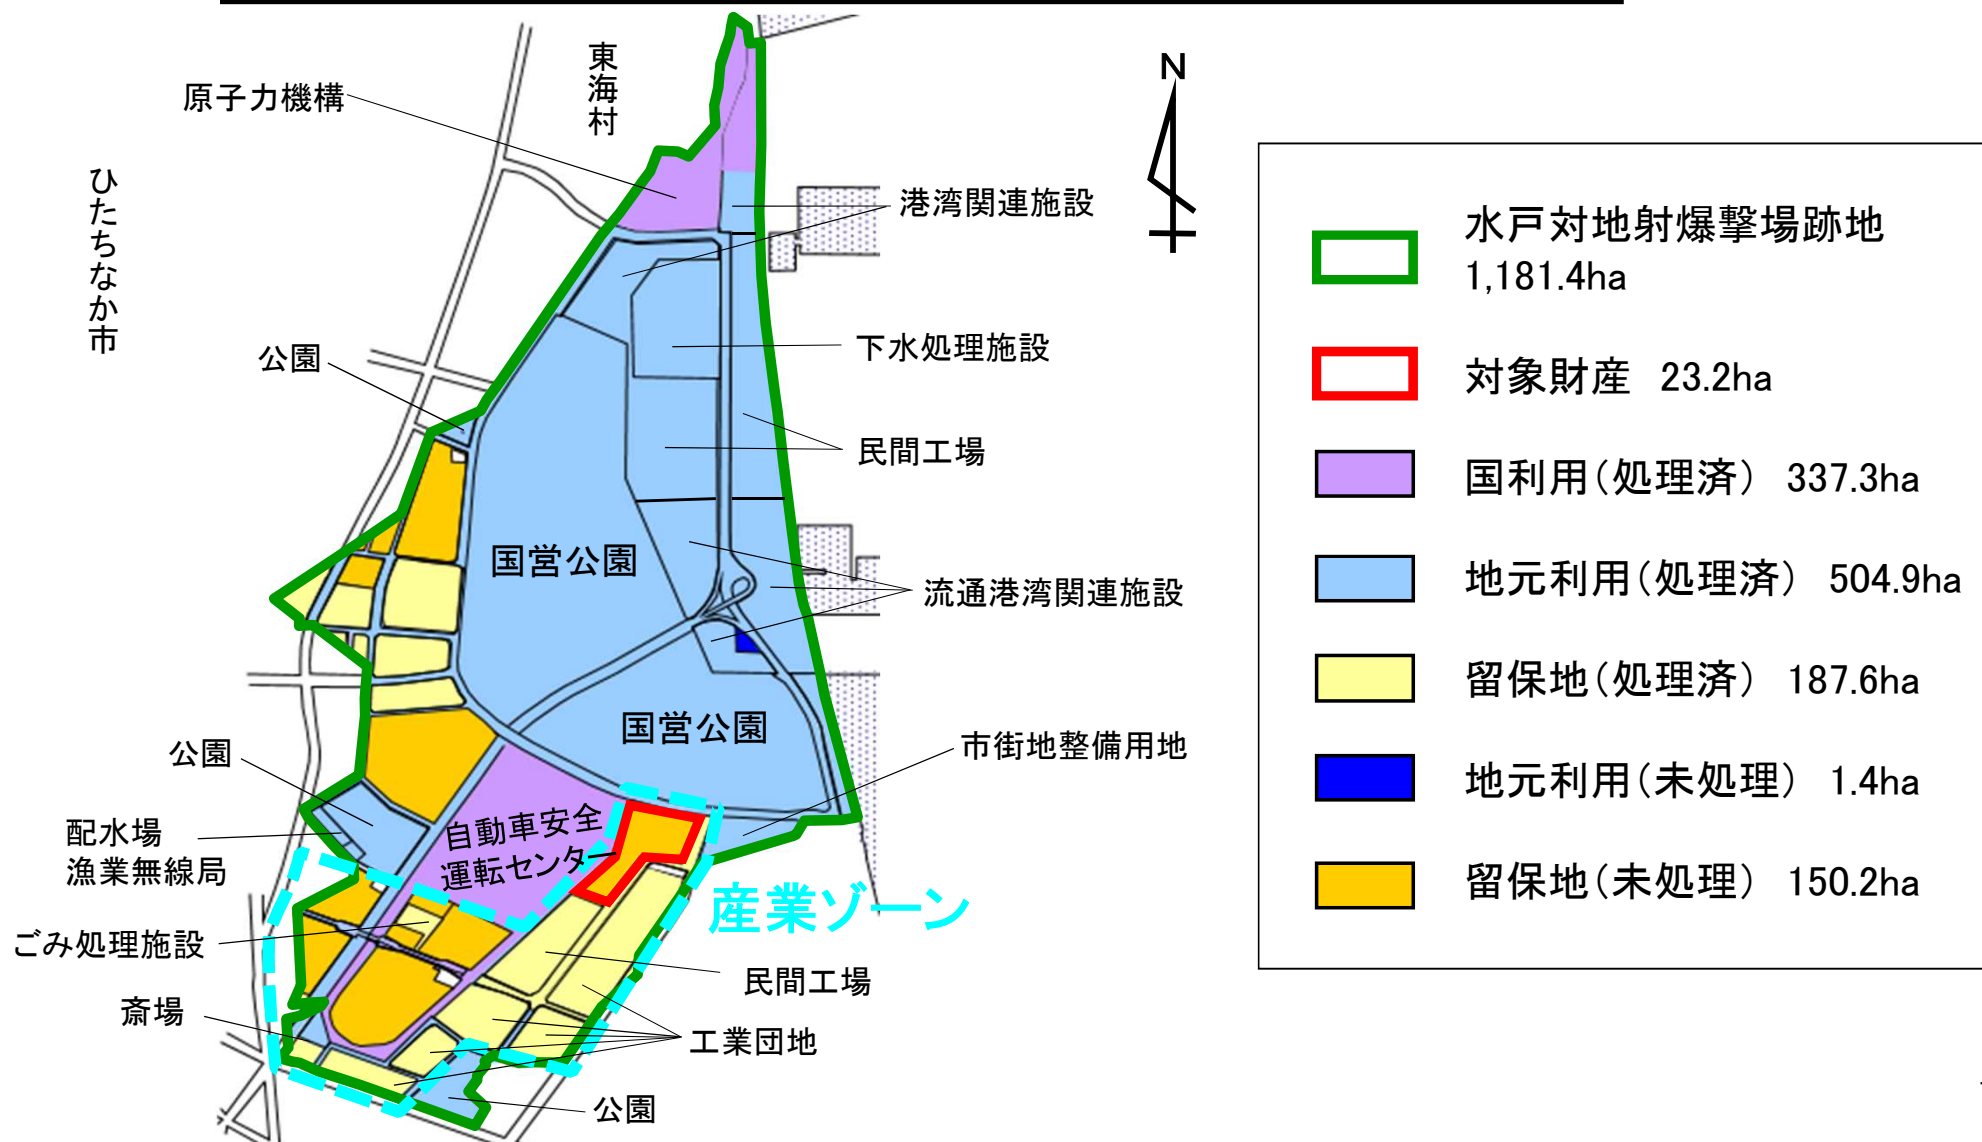 東海村
原子力機構
N
ひたちなか市
港湾関連施設
下水処理施設
公園
民間工場
国営公園
流通港湾関連施設
国営公園
市街地整備用地
公園
配水場
漁業無線局
自動車安全
運転センター
産業ゾーン
ごみ処理施設
民間工場
斎場
工業団地
公園
水戸対地射爆撃場跡地
1,181.4ha
対象財産 23.2ha
国利用(処理済) 337.3ha
地元利用(処理済) 504.9ha
留保地(処理済) 187.6ha
地元利用(未処理) 1.4ha
留保地(未処理) 150.2ha